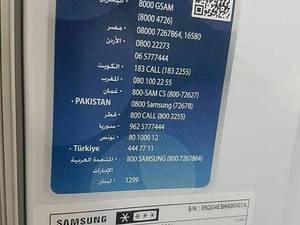 البحرين
8000 GSAM
(8000 4726)
• مصر
08000 7267864, 16580
• الأردن
0800 22273
06 5777444
• الكويت
183 CALL (183 2255)
• المغرب
080 100 22 55
• عمان
800-SAM CS (800-72627)
• PAKISTAN
0800 Samsung (72678)
• قطر
800 CALL (800 2255)
• سوريا
962 5777444
• تونس
80 1000 12
• Türkiye
444 77 11
• الإمارات العربية المتحدة
800 SAMSUNG (800 7267864)
• لبنان
1299
SAMSUNG
S/N :